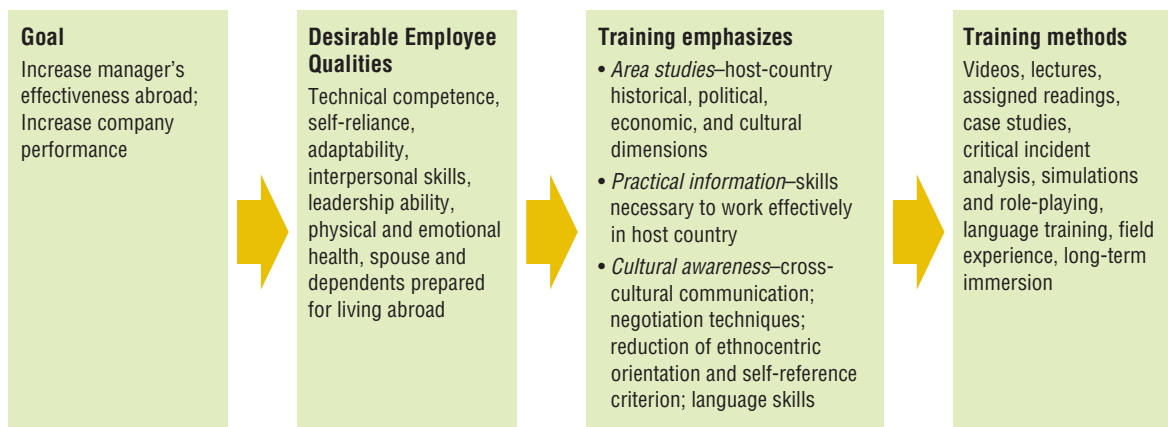 Goal
Increase manager's
effectiveness abroad;
Increase company
performance
Desirable Employee
Qualities
Technical competence,
self-reliance,
adaptability,
interpersonal skills,
leadership ability,
physical and emotional
health, spouse and
dependents prepared
for living abroad
Training emphasizes
• Area studies–host-country
historical, political,
economic, and cultural
dimensions
• Practical information–skills
necessary to work effectively
in host country
• Cultural awareness–cross-
cultural communication;
negotiation techniques;
reduction of ethnocentric
orientation and self-reference
criterion; language skills
Training methods
Videos, lectures,
assigned readings,
case studies,
critical incident
analysis, simulations
and role-playing,
language training, field
experience, long-term
immersion